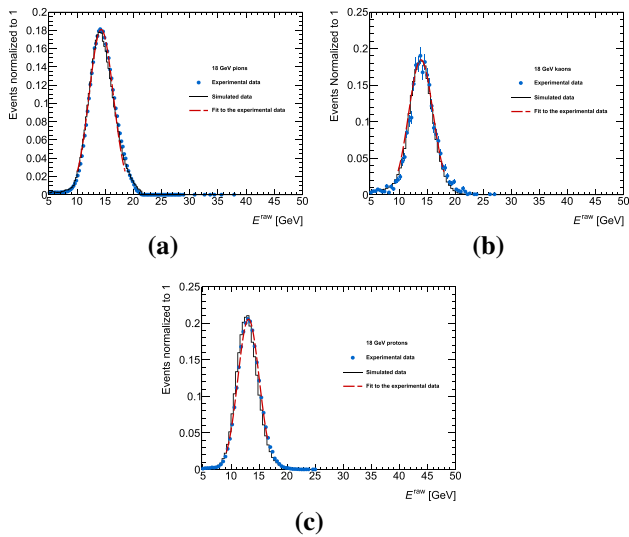 Events normalized to 1
0.2
0.18
0.16
0.14
0.12
0.1
0.08
0.06
0.04
0.02
0
5 10 15 20 25 30 35 40 45 50
E^raw [GeV]
18 GeV pions
Experimental data
Simulated data
Fit to the experimental data
(a)
Events normalized to 1
0.25
0.2
0.15
0.1
0.05
0
5 10 15 20 25 30 35 40 45 50
E^raw [GeV]
18 GeV kaons
Experimental data
Simulated data
Fit to the experimental data
(b)
Events normalized to 1
0.25
0.2
0.15
0.1
0.05
0
5 10 15 20 25 30 35 40 45 50
E^raw [GeV]
18 GeV protons
Experimental data
Simulated data
Fit to the experimental data
(c)